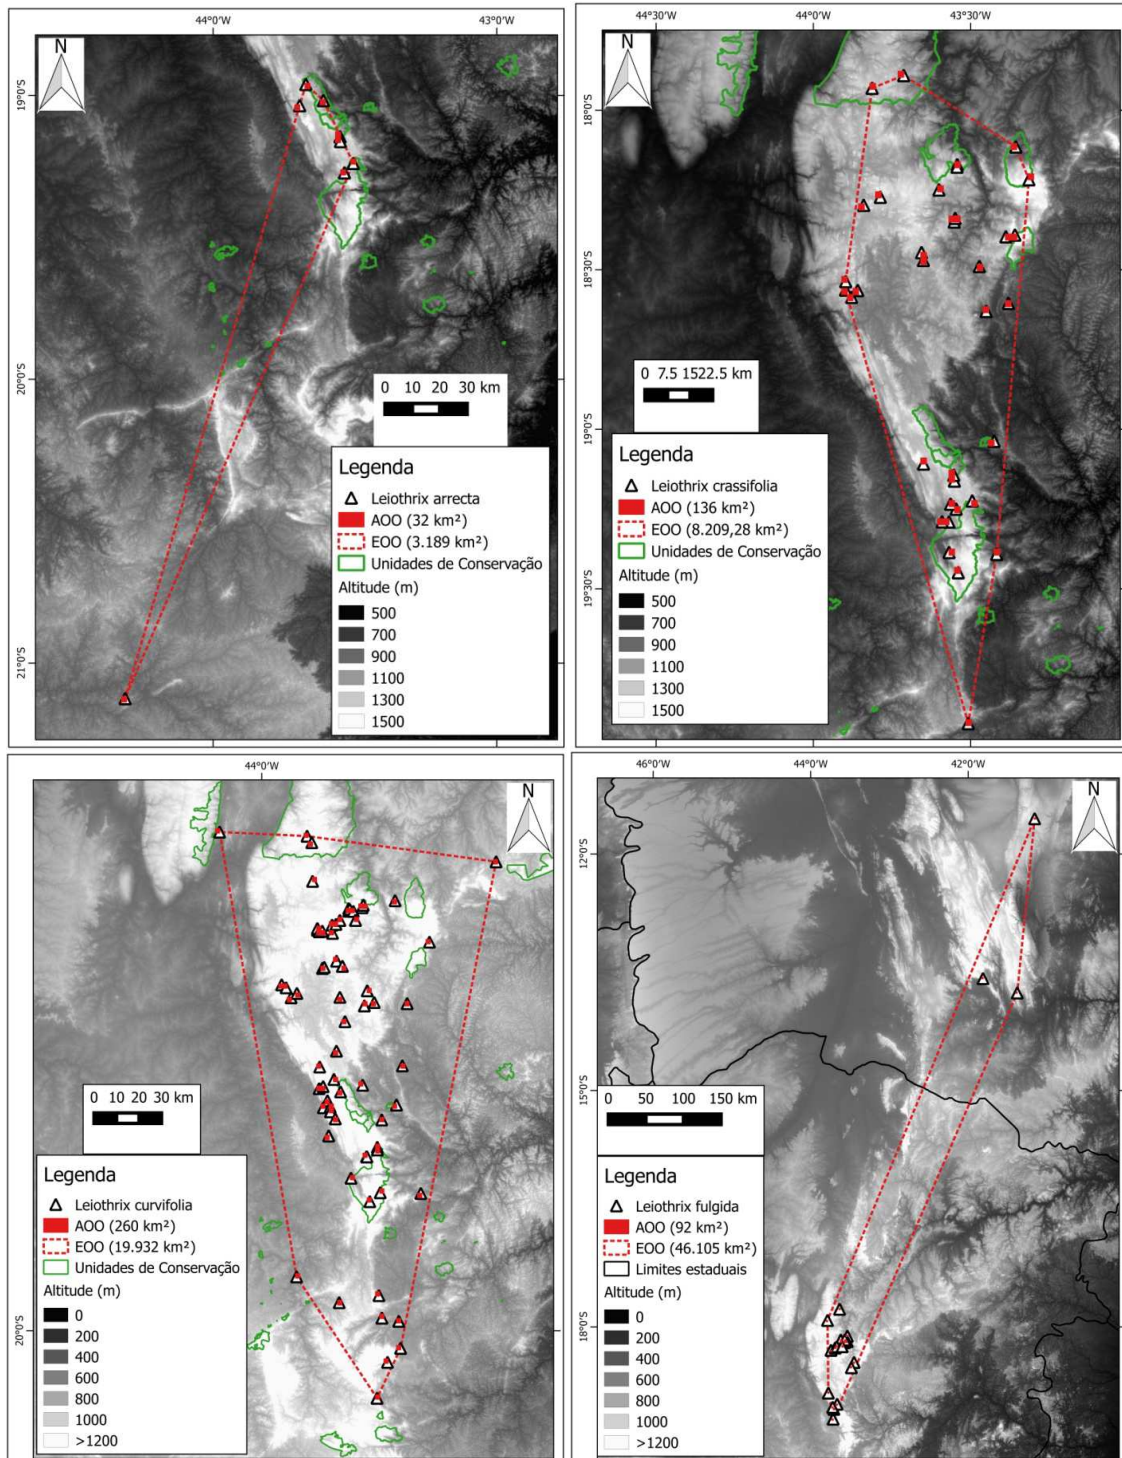 44°0'W 43°0'W
N
19°0'S
20°0'S
21°0'S
0 10 20 30 km
Legenda
Leiothrix arrecta
AOO (32 km²)
EOO (3.189 km²)
Unidades de Conservação
Altitude (m)
500
700
900
1100
1300
1500
44°30'W 44°0'W 43°30'W
N
18°0'S
18°30'S
19°0'S
19°30'S
0 7.5 1522.5 km
Legenda
Leiothrix crassifolia
AOO (136 km²)
EOO (8.209,28 km²)
Unidades de Conservação
Altitude (m)
500
700
900
1100
1300
1500
44°0'W
N
20°0'S
0 10 20 30 km
Legenda
Leiothrix curvifolia
AOO (260 km²)
EOO (19.932 km²)
Unidades de Conservação
Altitude (m)
0
200
400
600
800
1000
>1200
46°0'W 44°0'W 42°0'W
N
12°0'S
15°0'S
18°0'S
0 50 100 150 km
Legenda
Leiothrix fulgida
AOO (92 km²)
EOO (46.105 km²)
Limites estaduais
Altitude (m)
0
200
400
600
800
1000
>1200